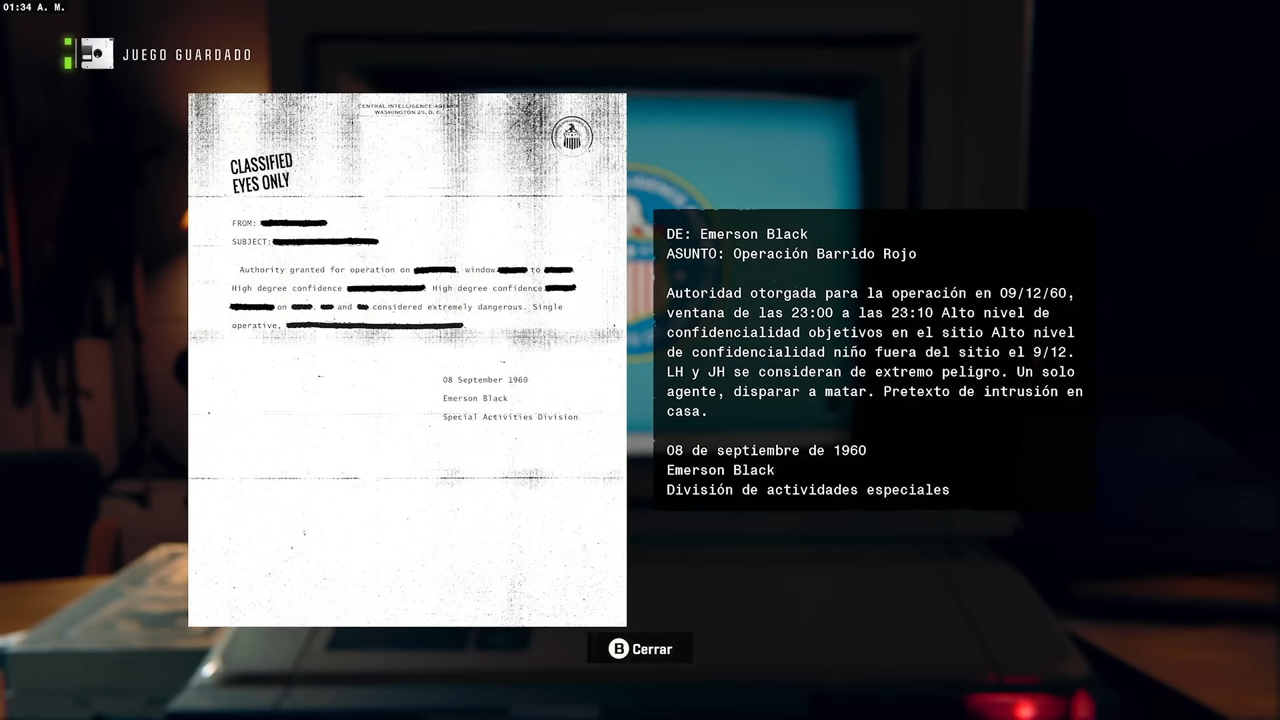 01:34 A. M.
JUEGO GUARDADO
CENTRAL INTELLIGENCE AGENCY
WASHINGTON 25, D. C.
CLASSIFIED
EYES ONLY
FROM:
SUBJECT:
Authority granted for operation on , window to
High degree confidence . High degree confidence
on , and considered extremely dangerous. Single
operative,
08 September 1960
Emerson Black
Special Activities Division
DE: Emerson Black
ASUNTO: Operación Barrido Rojo
Autoridad otorgada para la operación en 09/12/60,
ventana de las 23:00 a las 23:10 Alto nivel de
confidencialidad objetivos en el sitio Alto nivel
de confidencialidad niño fuera del sitio el 9/12.
LH y JH se consideran de extremo peligro. Un solo
agente, disparar a matar. Pretexto de intrusión en
casa.
08 de septiembre de 1960
Emerson Black
División de actividades especiales
B Cerrar